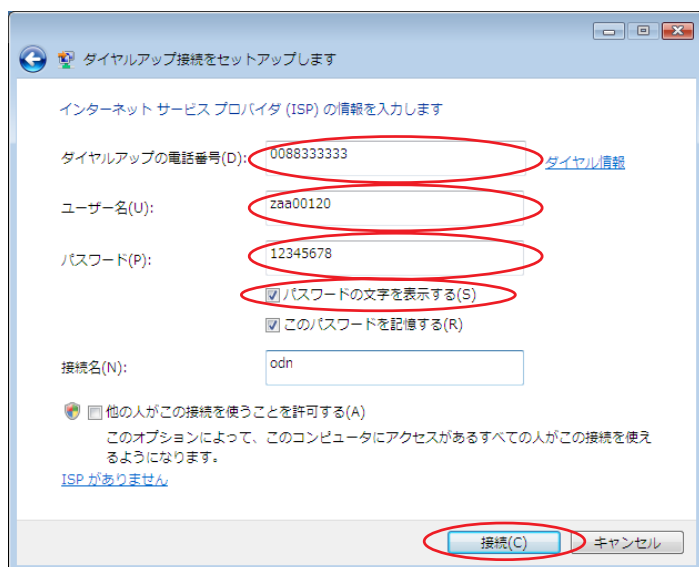 ダイヤルアップ接続をセットアップします
インターネット サービス プロバイダ (ISP) の情報を入力します
ダイヤルアップの電話番号(D): 0088333333 ダイヤル情報
ユーザー名(U): zaa00120
パスワード(P): 12345678
パスワードの文字を表示する(S)
このパスワードを記憶する(R)
接続名(N): odn
他の人がこの接続を使うことを許可する(A)
このオプションによって、このコンピュータにアクセスがあるすべての人がこの接続を使え
るようになります。
ISP がありません
接続(C) キャンセル